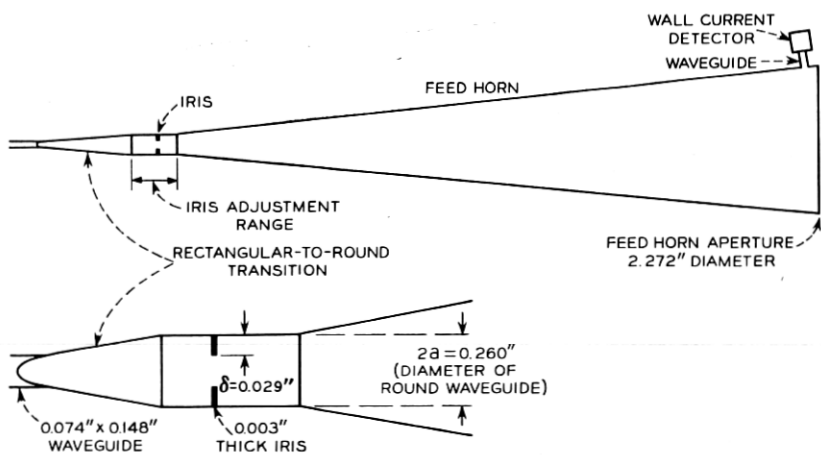 WALL CURRENT
DETECTOR
WAVEGUIDE
FEED HORN
IRIS
IRIS ADJUSTMENT
RANGE
FEED HORN APERTURE
2.272" DIAMETER
RECTANGULAR-TO-ROUND
TRANSITION
2a = 0.260"
(DIAMETER OF
ROUND WAVEGUIDE)
δ=0.029"
0.074" x 0.148"
WAVEGUIDE
0.003"
THICK IRIS